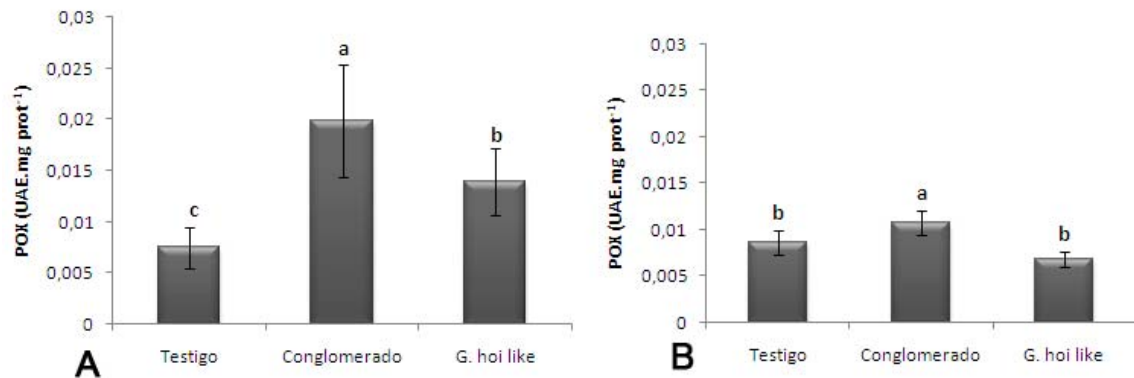 POX (UAE.mg prot⁻¹)
0,03
0,025
0,02
0,015
0,01
0,005
0
c
a
b
Testigo Conglomerado G. hoi like
A
POX (UAE.mg prot⁻¹)
0,03
0,025
0,02
0,015
0,01
0,005
0
b
a
b
Testigo Conglomerado G. hoi like
B